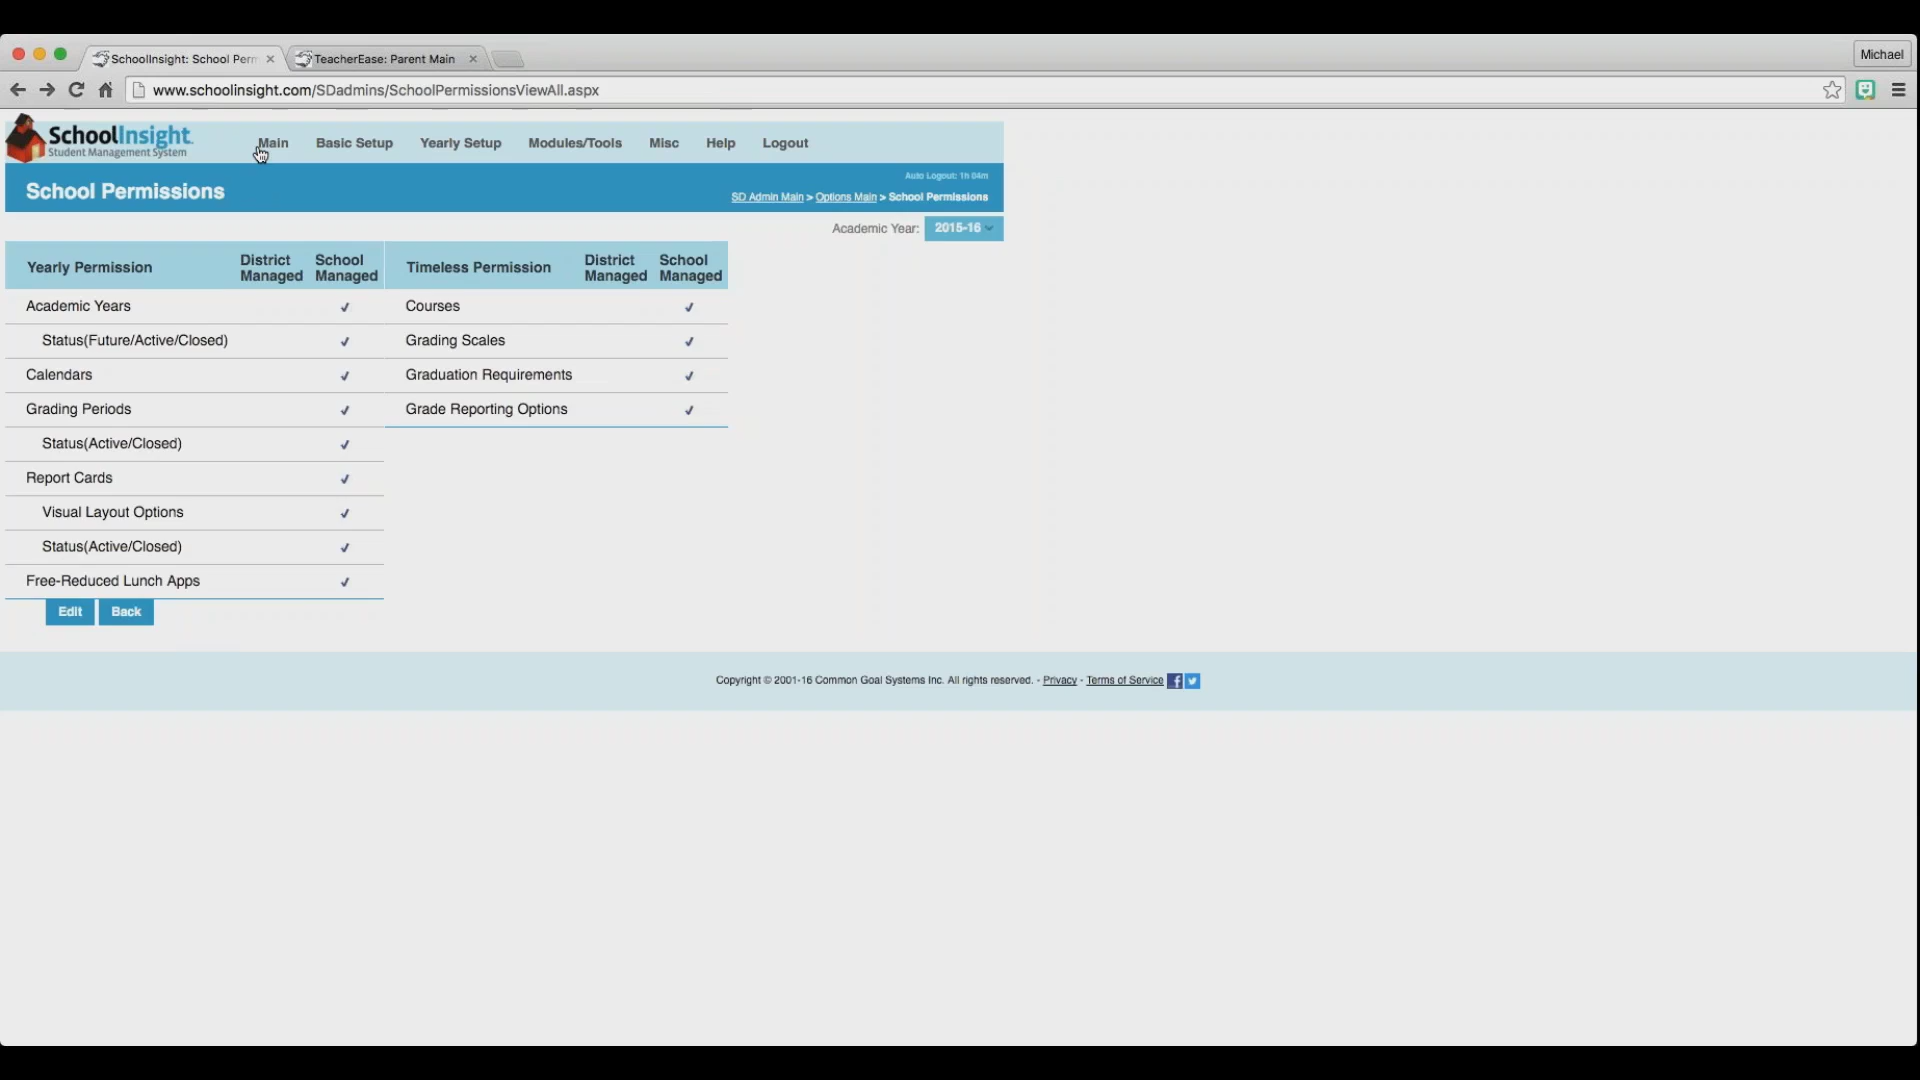 SchoolInsight: School Perm
TeacherEase: Parent Main
Michael
www.schoolinsight.com/SDadmins/SchoolPermissionsViewAll.aspx
SchoolInsight
Student Management System
Main Basic Setup Yearly Setup Modules/Tools Misc Help Logout
Auto Logout: 1h 04m
School Permissions
SD Admin Main > Options Main > School Permissions
Academic Year: 2015-16
Yearly Permission District Managed School Managed Timeless Permission District Managed School Managed
Academic Years ✓ Courses ✓
Status(Future/Active/Closed) ✓ Grading Scales ✓
Calendars ✓ Graduation Requirements ✓
Grading Periods ✓ Grade Reporting Options ✓
Status(Active/Closed) ✓
Report Cards ✓
Visual Layout Options ✓
Status(Active/Closed) ✓
Free-Reduced Lunch Apps ✓
Edit Back
Copyright © 2001-16 Common Goal Systems Inc. All rights reserved. - Privacy - Terms of Service